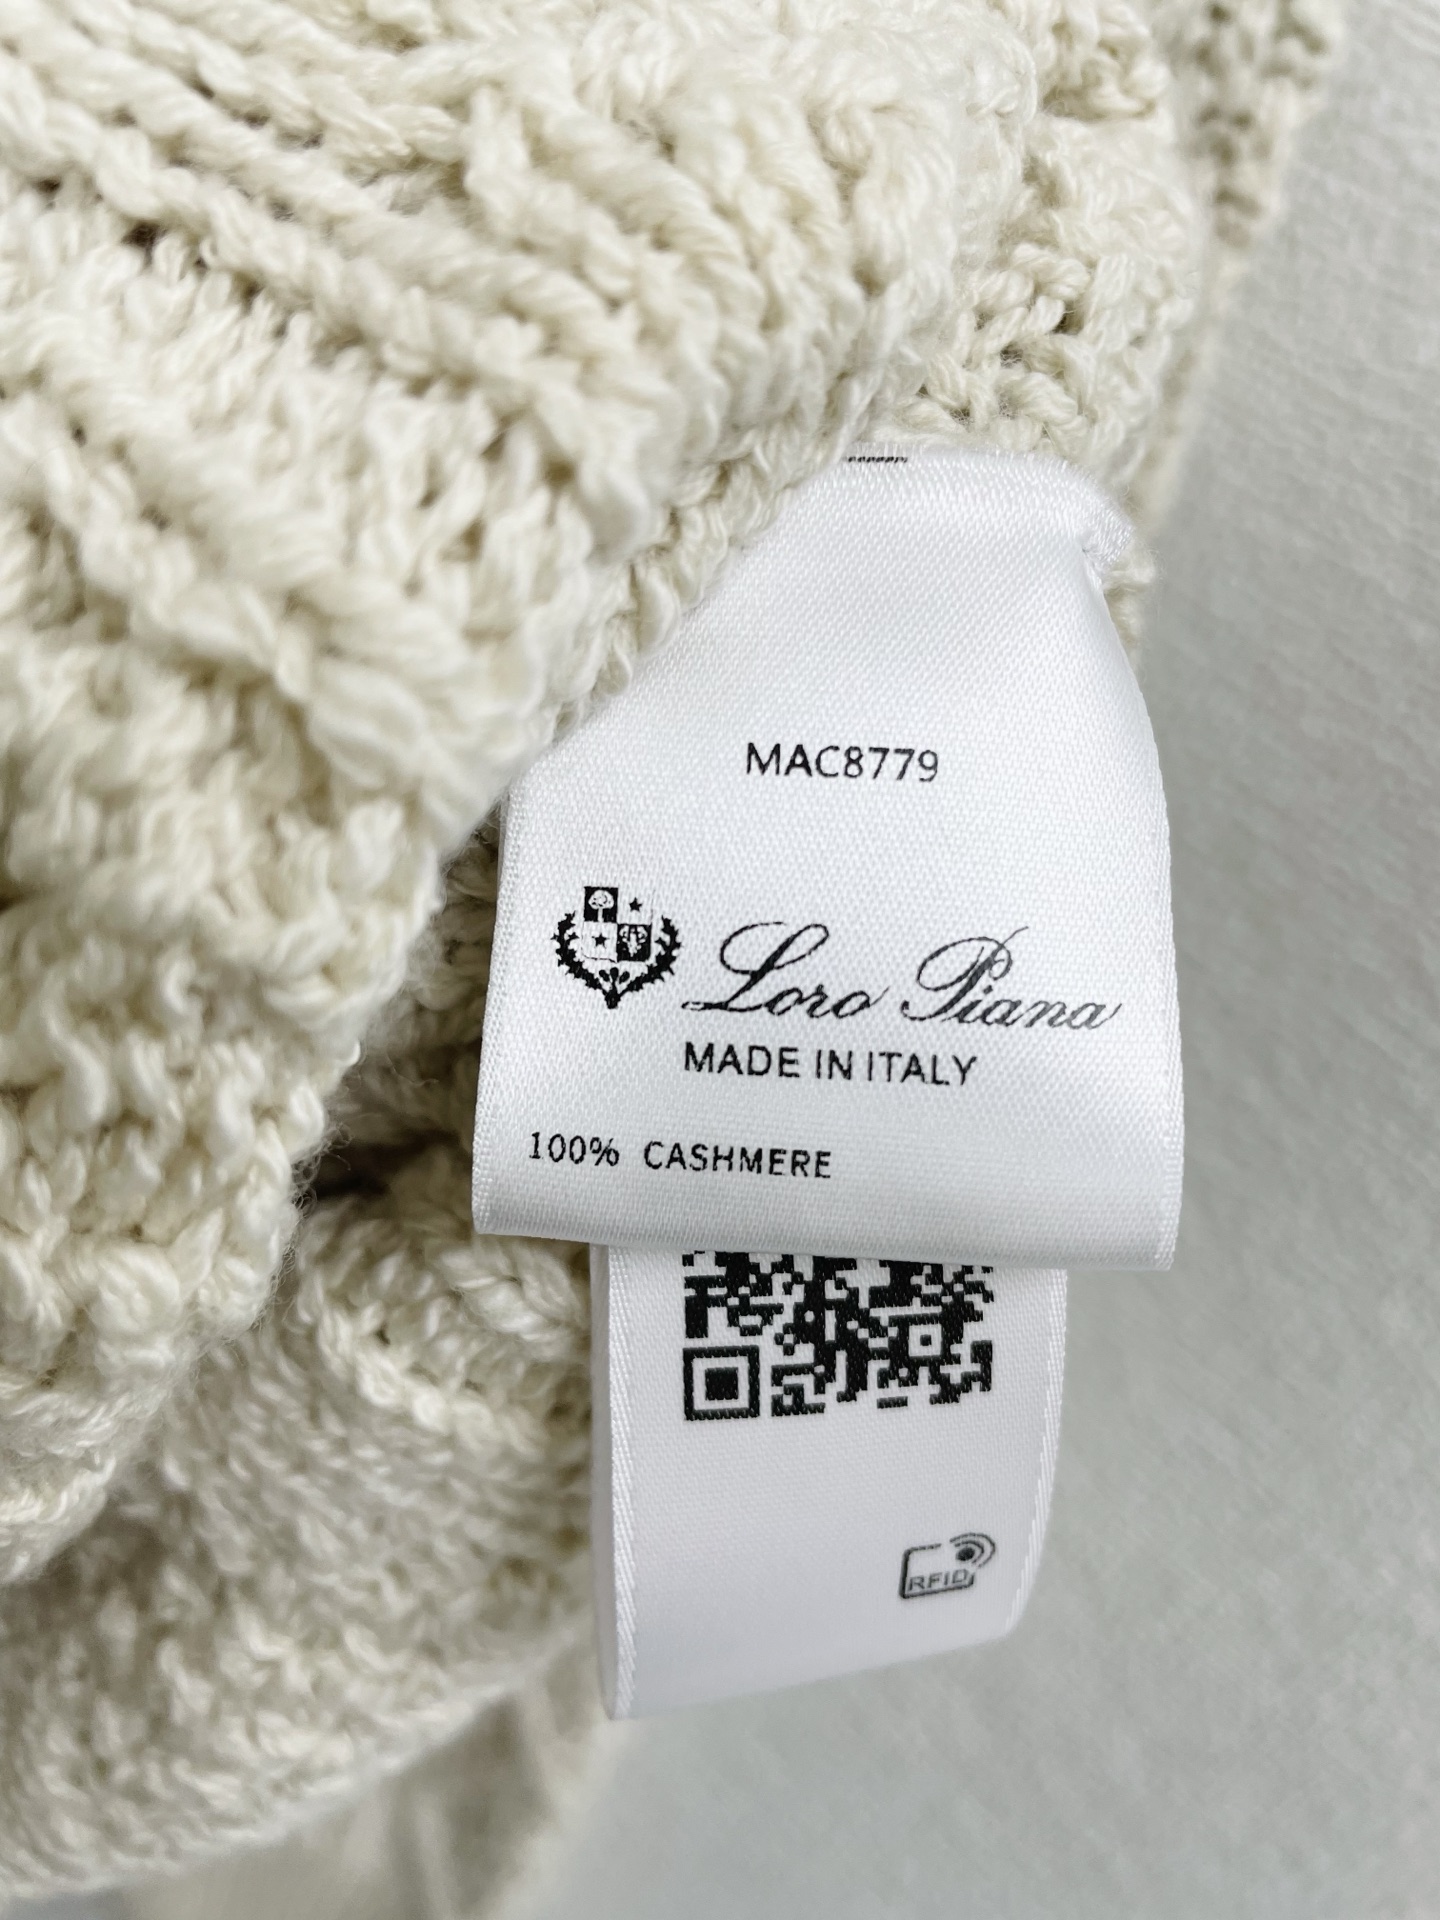 MAC8779
Loro Piana
MADE IN ITALY
100% CASHMERE
RFID